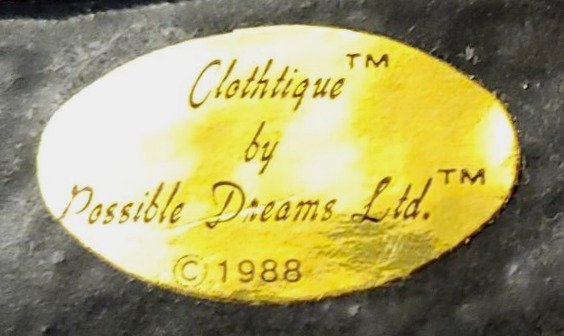 Clothtique™
by
Possible Dreams Ltd.™
©1988